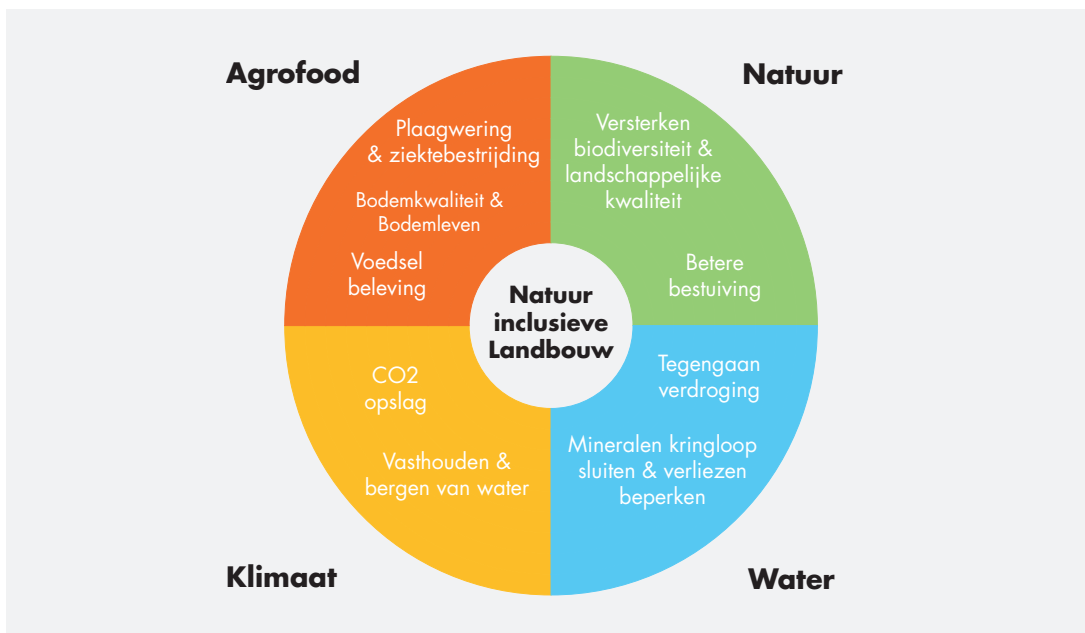 Agrofood
Natuur
Plaagwering
& ziektebestrijding
Bodemkwaliteit &
Bodemleven
Voedsel
beleving
Versterken
biodiversiteit &
landschappelijke
kwaliteit
Betere
bestuiving
Natuur
inclusieve
Landbouw
CO2
opslag
Vasthouden &
bergen van water
Tegengaan
verdroging
Mineralen kringloop
sluiten & verliezen
beperken
Klimaat
Water